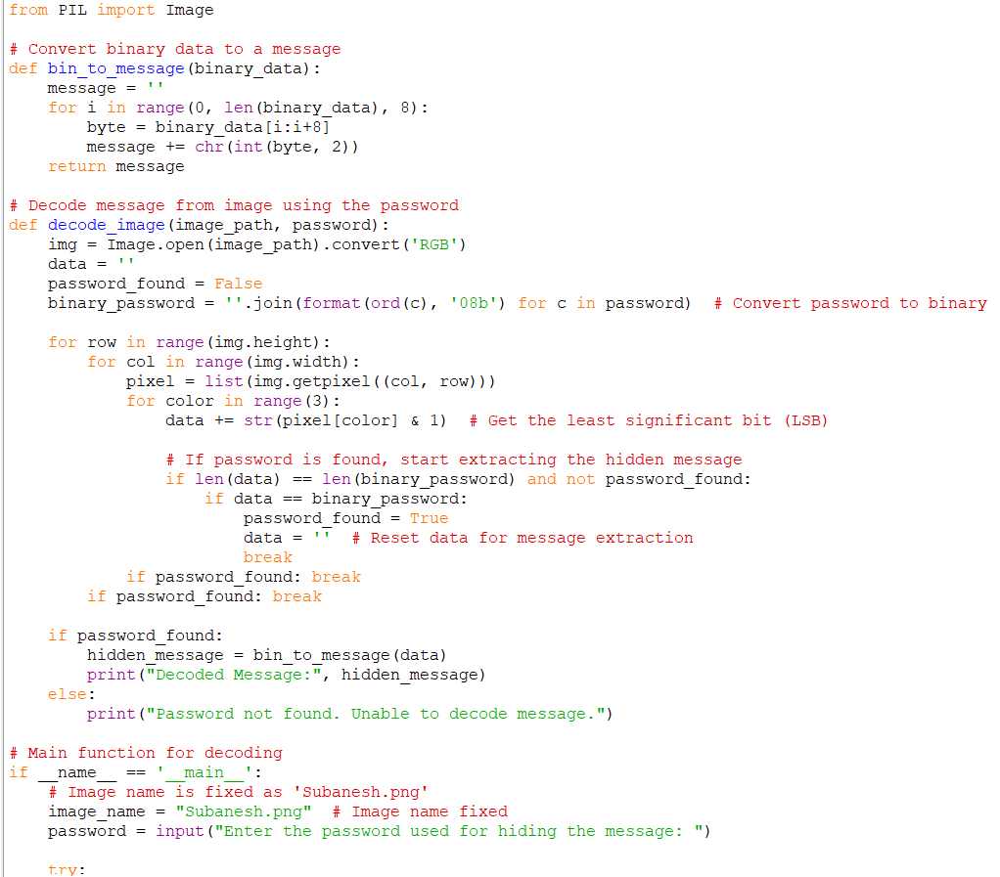 from PIL import Image

# Convert binary data to a message
def bin_to_message(binary_data):
    message = ''
    for i in range(0, len(binary_data), 8):
        byte = binary_data[i:i+8]
        message += chr(int(byte, 2))
    return message

# Decode message from image using the password
def decode_image(image_path, password):
    img = Image.open(image_path).convert('RGB')
    data = ''
    password_found = False
    binary_password = ''.join(format(ord(c), '08b') for c in password)  # Convert password to binary

    for row in range(img.height):
        for col in range(img.width):
            pixel = list(img.getpixel((col, row)))
            for color in range(3):
                data += str(pixel[color] & 1)  # Get the least significant bit (LSB)

                # If password is found, start extracting the hidden message
                if len(data) == len(binary_password) and not password_found:
                    if data == binary_password:
                        password_found = True
                        data = ''  # Reset data for message extraction
                        break
            if password_found: break
        if password_found: break

    if password_found:
        hidden_message = bin_to_message(data)
        print("Decoded Message:", hidden_message)
    else:
        print("Password not found. Unable to decode message.")

# Main function for decoding
if __name__ == '__main__':
    # Image name is fixed as 'Subanesh.png'
    image_name = "Subanesh.png"  # Image name fixed
    password = input("Enter the password used for hiding the message: ")

    try: